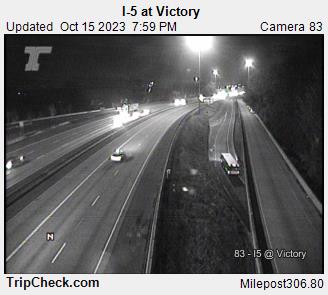 I-5 at Victory
Updated Oct 15 2023 7:59 PM Camera 83
T
N
83 - I5 @ Victory
TripCheck.com Milepost306.80